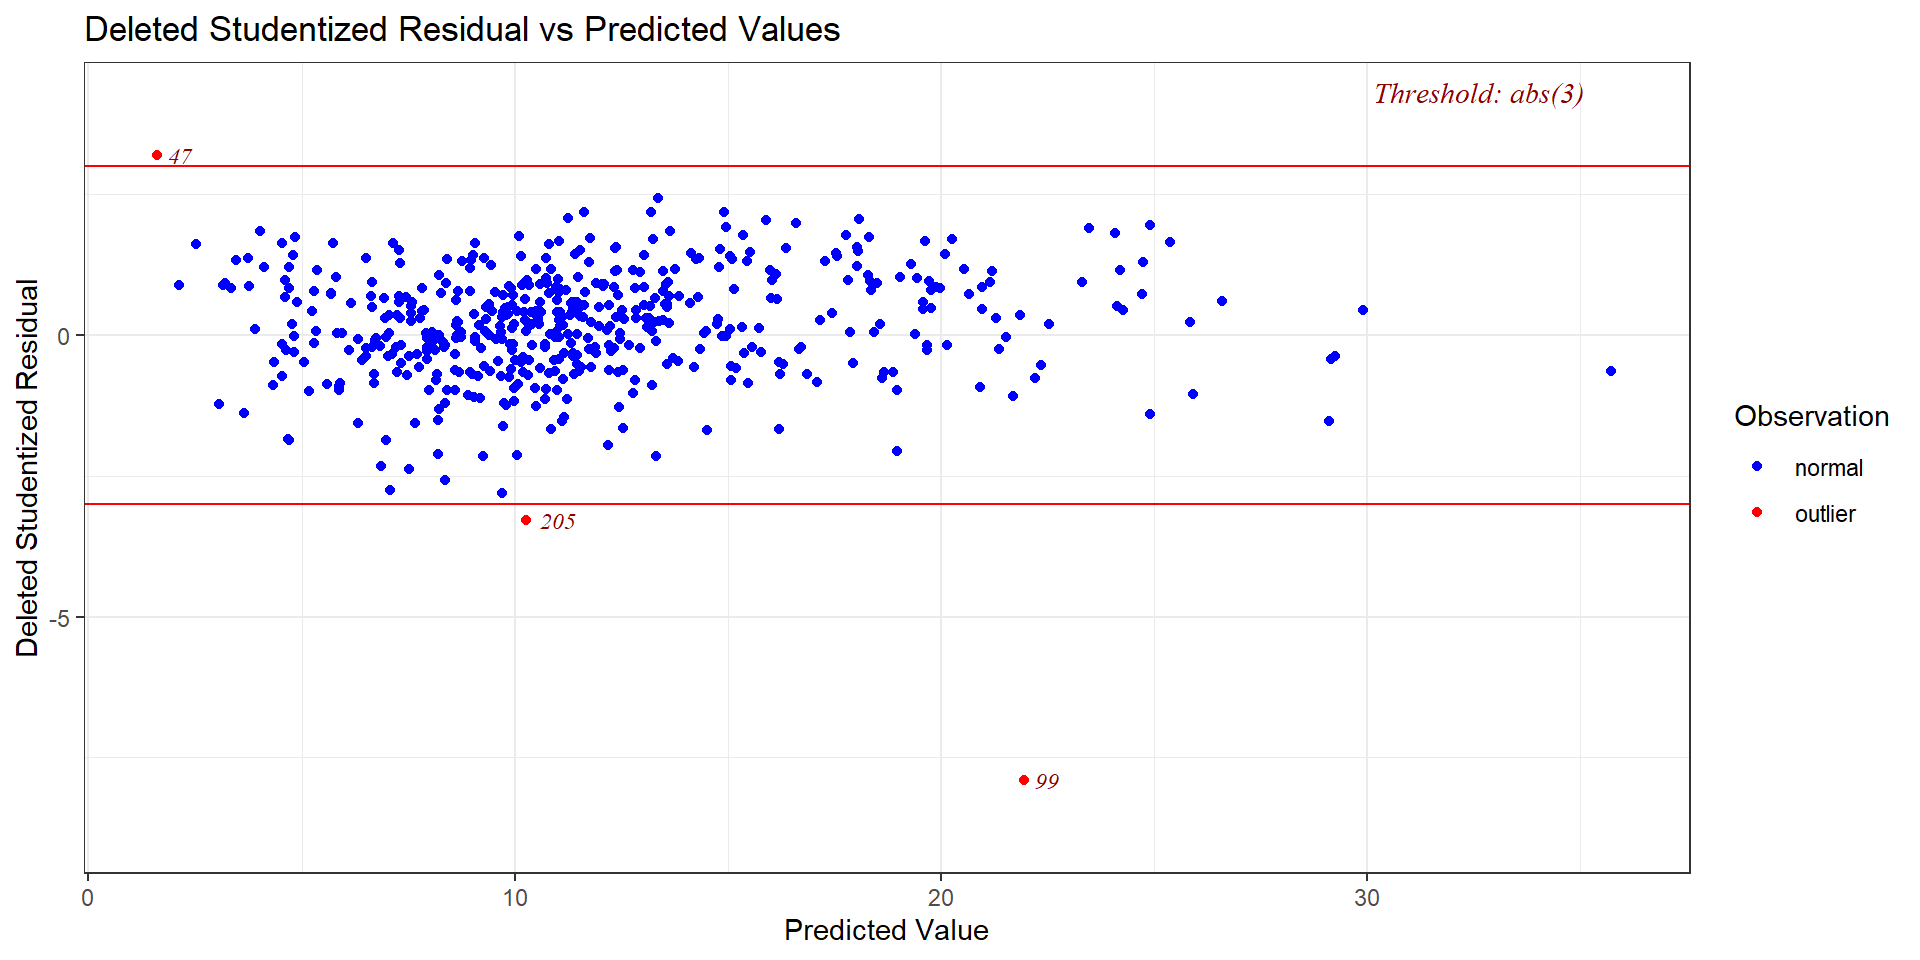 Deleted Studentized Residual vs Predicted Values
Threshold: abs(3)
47
205
99
0
-5
Deleted Studentized Residual
0
10
20
30
Predicted Value
Observation
normal
outlier